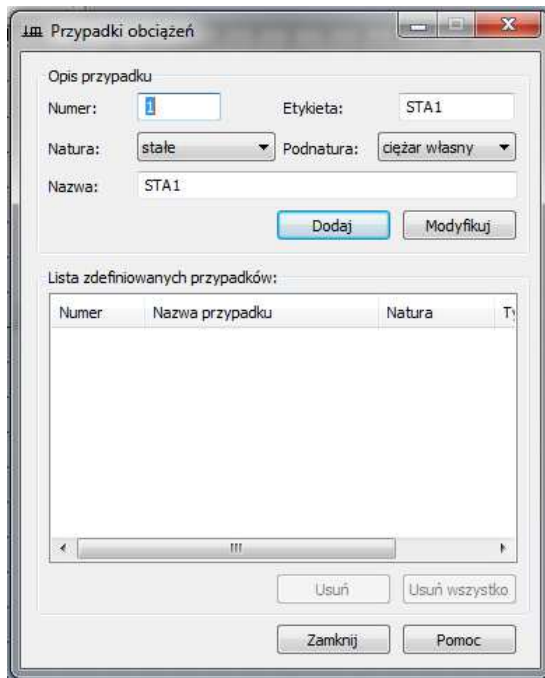 Przypadki obciążeń
Opis przypadku
Numer: 1 Etykieta: STA1
Natura: stałe Podnatura: ciężar własny
Nazwa: STA1
Dodaj Modyfikuj
Lista zdefiniowanych przypadków:
Numer Nazwa przypadku Natura Ty
Usuń Usuń wszystko
Zamknij Pomoc